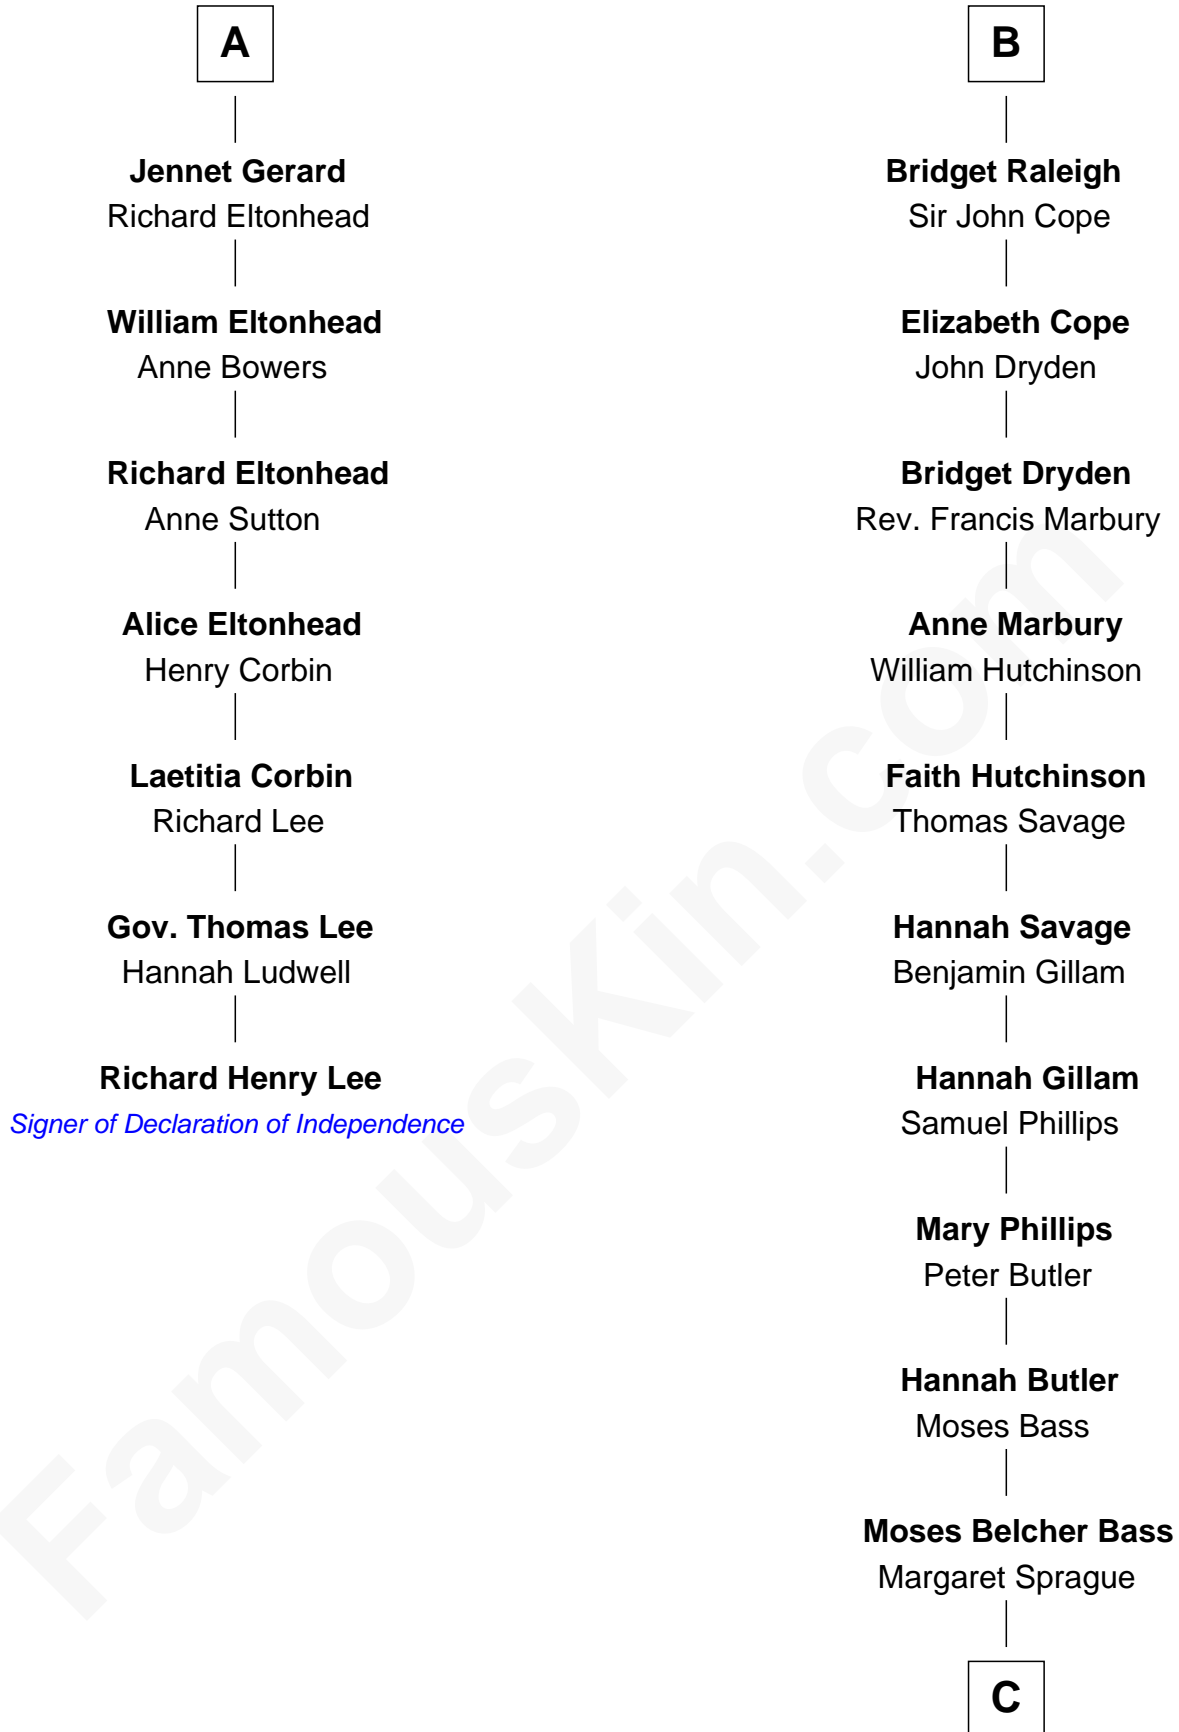 A
Jennet Gerard
Richard Eltonhead
William Eltonhead
Anne Bowers
Richard Eltonhead
Anne Sutton
Alice Eltonhead
Henry Corbin
Laetitia Corbin
Richard Lee
Gov. Thomas Lee
Hannah Ludwell
Richard Henry Lee
Signer of Declaration of Independence
B
Bridget Raleigh
Sir John Cope
Elizabeth Cope
John Dryden
Bridget Dryden
Rev. Francis Marbury
Anne Marbury
William Hutchinson
Faith Hutchinson
Thomas Savage
Hannah Savage
Benjamin Gillam
Hannah Gillam
Samuel Phillips
Mary Phillips
Peter Butler
Hannah Butler
Moses Bass
Moses Belcher Bass
Margaret Sprague
C
FamousKin.com